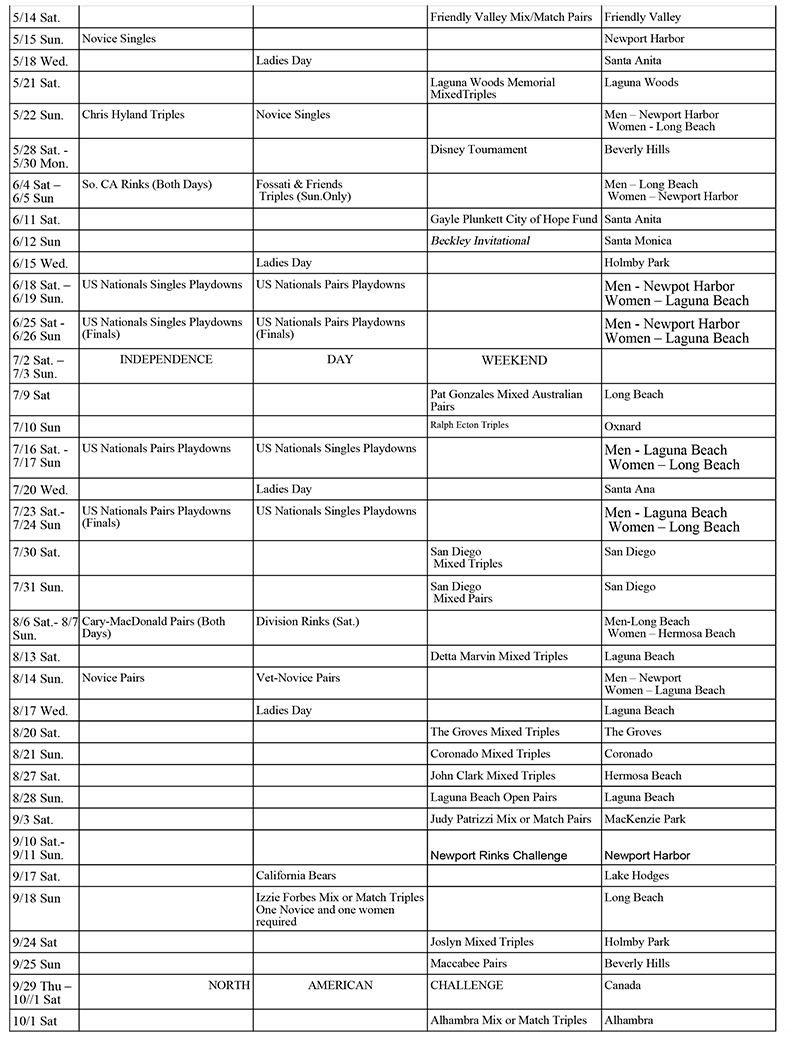 5/14 Sat. Friendly Valley Mix/Match Pairs Friendly Valley
5/15 Sun. Novice Singles Newport Harbor
5/18 Wed. Ladies Day Santa Anita
5/21 Sat. Laguna Woods Memorial Laguna Woods
MixedTriples
5/22 Sun. Chris Hyland Triples Novice Singles Men – Newport Harbor
Women - Long Beach
5/28 Sat. - Disney Tournament Beverly Hills
5/30 Mon.
6/4 Sat – So. CA Rinks (Both Days) Fossati & Friends Men – Long Beach
6/5 Sun Triples (Sun.Only) Women – Newport Harbor
6/11 Sat. Gayle Plunkett City of Hope Fund Santa Anita
6/12 Sun Beckley Invitational Santa Monica
6/15 Wed. Ladies Day Holmby Park
6/18 Sat. – US Nationals Singles Playdowns US Nationals Pairs Playdowns Men - Newpot Harbor
6/19 Sun. Women – Laguna Beach
6/25 Sat - US Nationals Singles Playdowns US Nationals Pairs Playdowns Men - Newport Harbor
6/26 Sun (Finals) (Finals) Women – Laguna Beach
7/2 Sat. – INDEPENDENCE DAY WEEKEND
7/3 Sun.
7/9 Sat Pat Gonzales Mixed Australian Long Beach
Pairs
7/10 Sun Ralph Ecton Triples Oxnard
7/16 Sat. - US Nationals Pairs Playdowns US Nationals Singles Playdowns Men - Laguna Beach
7/17 Sun Women – Long Beach
7/20 Wed. Ladies Day Santa Ana
7/23 Sat.- US Nationals Pairs Playdowns US Nationals Singles Playdowns Men - Laguna Beach
7/24 Sun (Finals) Women – Long Beach
7/30 Sat. San Diego San Diego
Mixed Triples
7/31 Sun. San Diego San Diego
Mixed Pairs
8/6 Sat.- 8/7 Cary-MacDonald Pairs (Both Division Rinks (Sat.) Men-Long Beach
Sun. Days) Women – Hermosa Beach
8/13 Sat. Detta Marvin Mixed Triples Laguna Beach
8/14 Sun. Novice Pairs Vet-Novice Pairs Men – Newport
Women – Laguna Beach
8/17 Wed. Ladies Day Laguna Beach
8/20 Sat. The Groves Mixed Triples The Groves
8/21 Sun. Coronado Mixed Triples Coronado
8/27 Sat. John Clark Mixed Triples Hermosa Beach
8/28 Sun. Laguna Beach Open Pairs Laguna Beach
9/3 Sat. Judy Patrizzi Mix or Match Pairs MacKenzie Park
9/10 Sat.-
9/11 Sun. Newport Rinks Challenge Newport Harbor
9/17 Sat. California Bears Lake Hodges
9/18 Sun Izzie Forbes Mix or Match Triples Long Beach
One Novice and one women
required
9/24 Sat Joslyn Mixed Triples Holmby Park
9/25 Sun Maccabee Pairs Beverly Hills
9/29 Thu – NORTH AMERICAN CHALLENGE Canada
10//1 Sat
10/1 Sat Alhambra Mix or Match Triples Alhambra